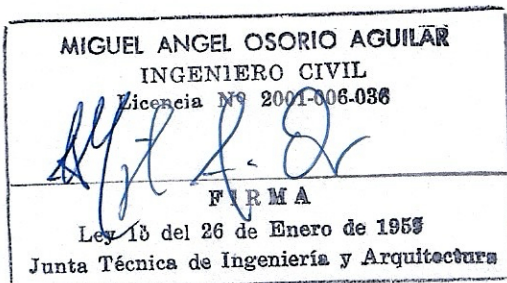 MIGUEL ANGEL OSORIO AGUILAR
INGENIERO CIVIL
Licencia Nº 2001-006-036
FIRMA
Ley 15 del 26 de Enero de 1959
Junta Técnica de Ingeniería y Arquitectura